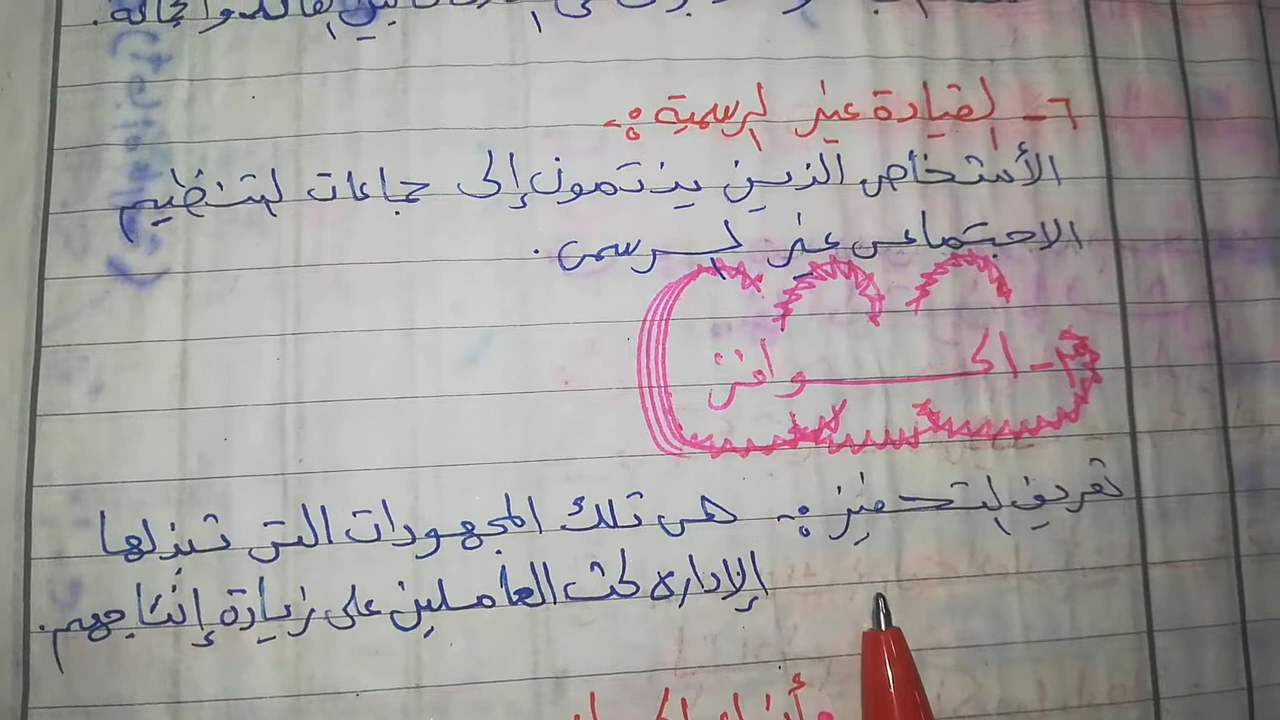 ٦- القيادة غير الرسمية :-
الأشخاص الذين ينتمون إلى جماعات التنظيم
الاجتماعي غير الرسمي .
٣- الحوافز
تعريف التحفيز :- هي تلك المجهودات التي تبذلها
الإدارة لحث العاملين على زيادة إنتاجهم .